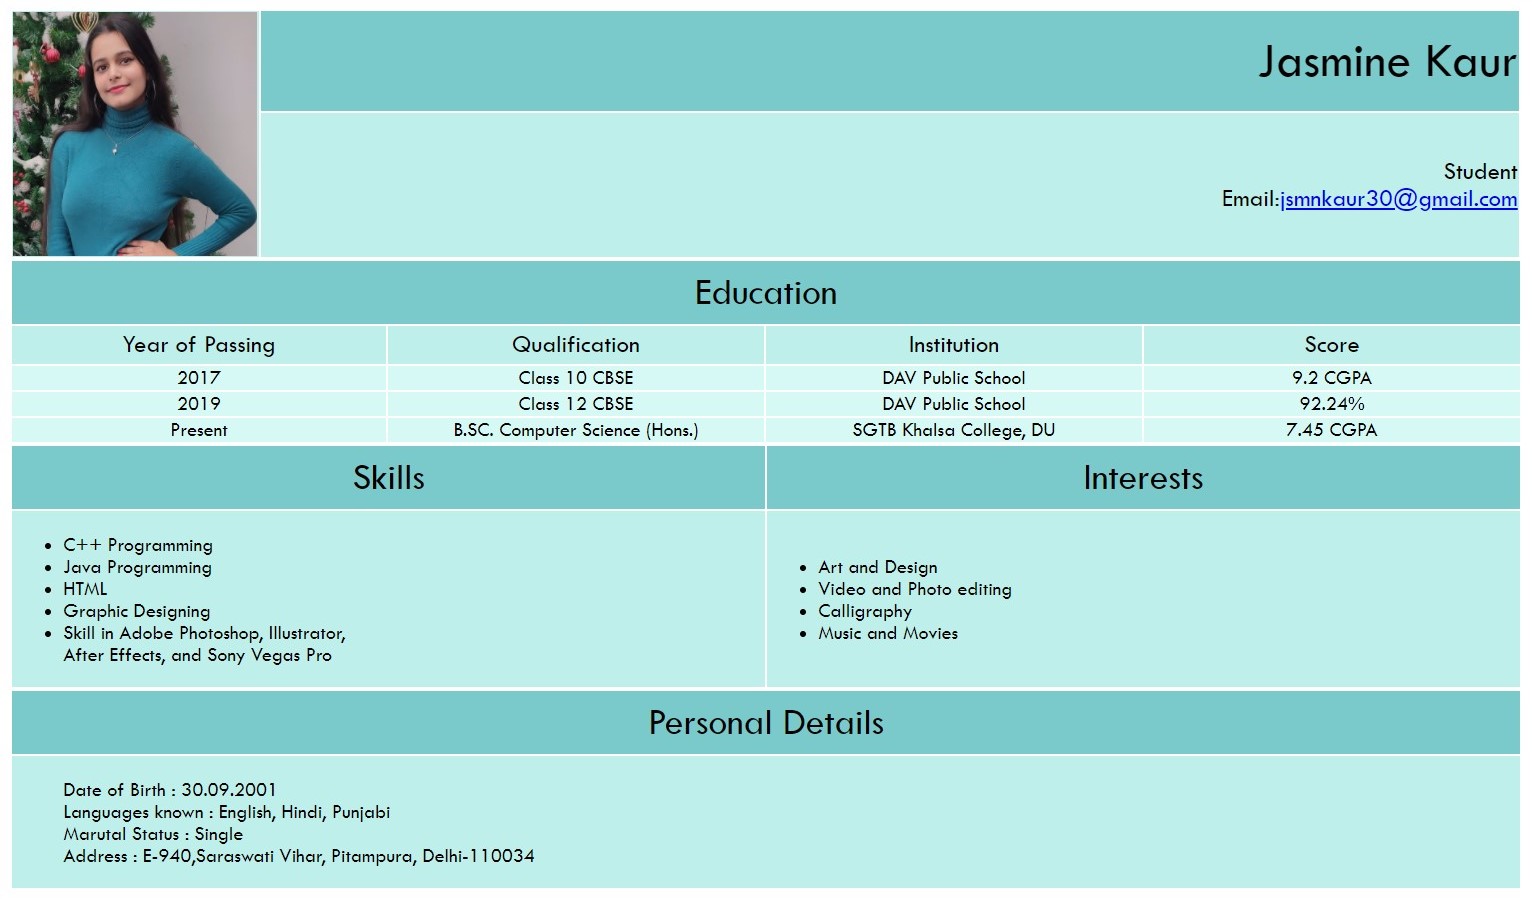 Jasmine Kaur
Student
Email:jsmnkaur30@gmail.com
Education
Year of Passing Qualification Institution Score
2017 Class 10 CBSE DAV Public School 9.2 CGPA
2019 Class 12 CBSE DAV Public School 92.24%
Present B.SC. Computer Science (Hons.) SGTB Khalsa College, DU 7.45 CGPA
Skills
C++ Programming
Java Programming
HTML
Graphic Designing
Skill in Adobe Photoshop, Illustrator,
After Effects, and Sony Vegas Pro
Interests
Art and Design
Video and Photo editing
Calligraphy
Music and Movies
Personal Details
Date of Birth : 30.09.2001
Languages known : English, Hindi, Punjabi
Marutal Status : Single
Address : E-940,Saraswati Vihar, Pitampura, Delhi-110034